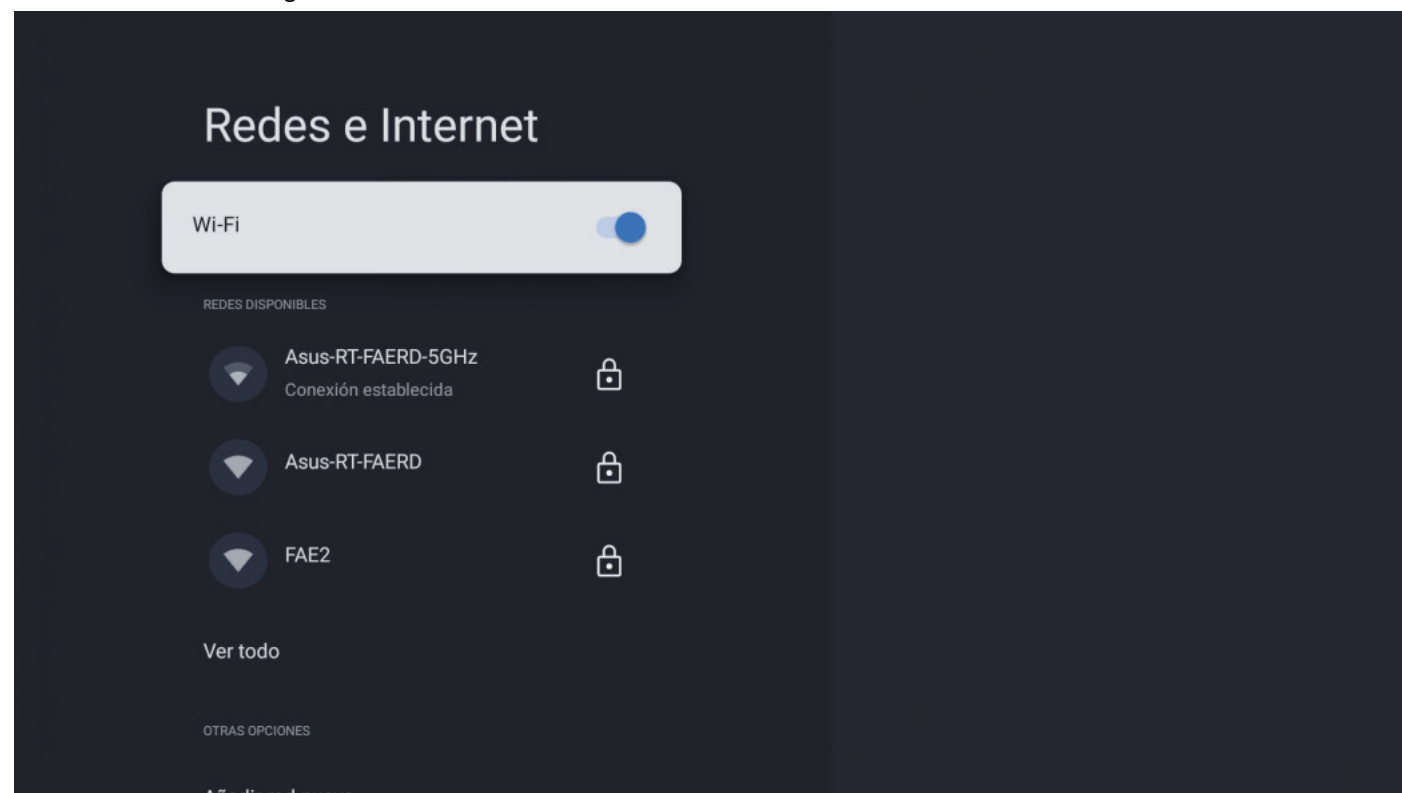 Redes e Internet
Wi-Fi
REDES DISPONIBLES
Asus-RT-FAERD-5GHz
Conexión establecida
Asus-RT-FAERD
FAE2
Ver todo
OTRAS OPCIONES